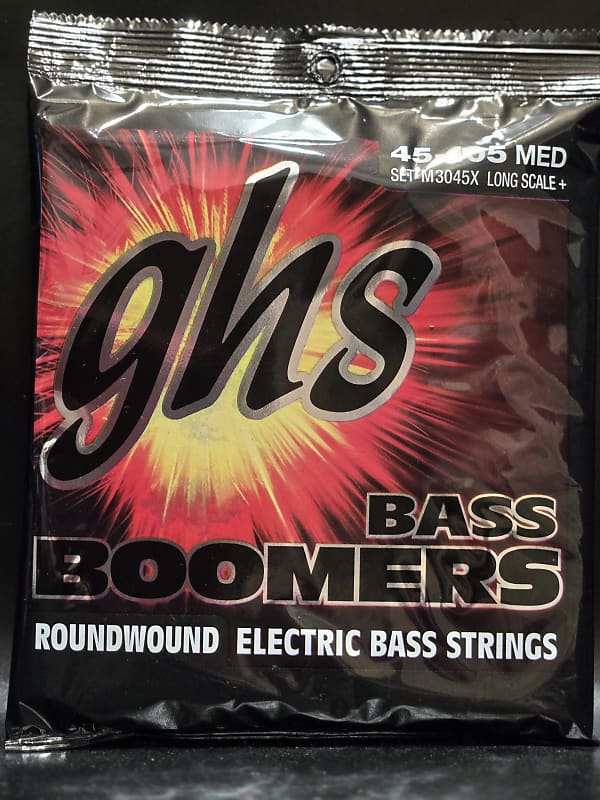 45-105 MED
SET M3045X LONG SCALE +
ghs
BASS
BOOMERS
ROUNDWOUND ELECTRIC BASS STRINGS